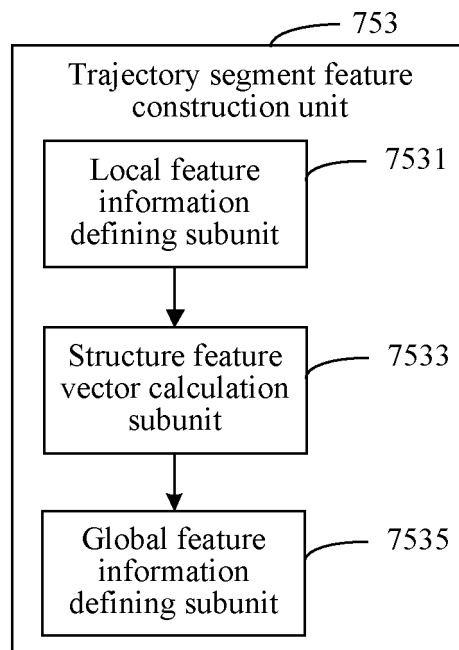 753
Trajectory segment feature
construction unit
Local feature
information
defining subunit
7531
Structure feature
vector calculation
subunit
7533
Global feature
information
defining subunit
7535